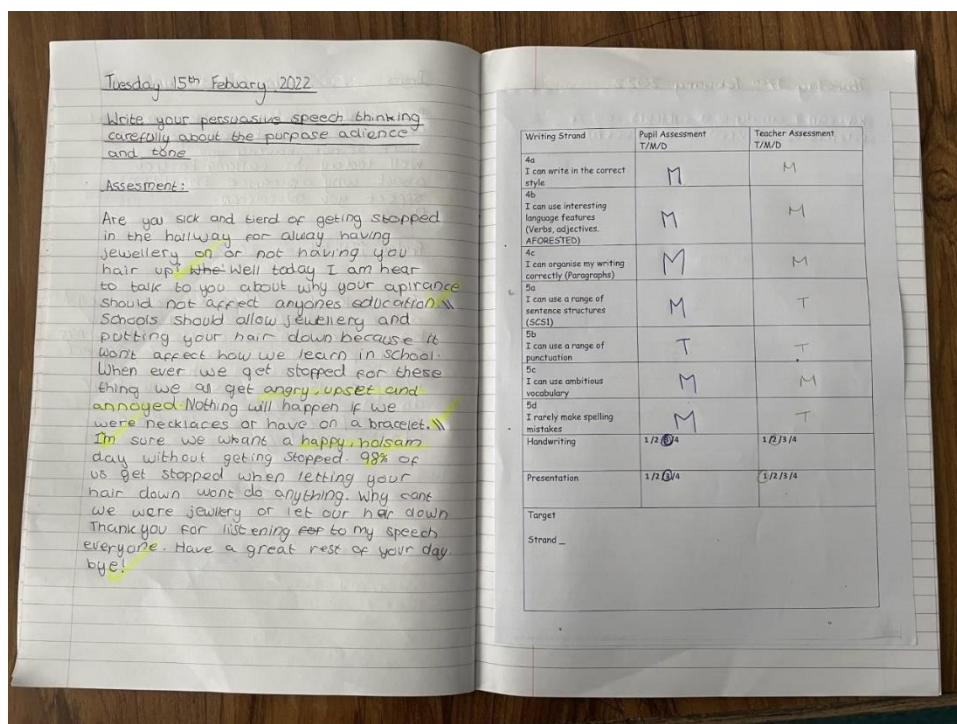 Tuesday 15th Febuary 2022
Write your persuasive speech thinking
carefully about the purpose adience
and tone
Assesment:
Are you sick and tierd of geting stopped
in the hallway for alway having
jewellery on or not having you
hair up? Whe Well today I am hear
to talk to you about why your apirance
should not affect anyones education.\\
Schools should allow jewellery and
putting your hair down because it
won't affect how we learn in school.
When ever we get stopped for these
thing we all get angry, upset and
annoyed. Nothing will happen if we
were necklaces or have on a bracelet.\\
I'm sure we whant a happy, holsam
day without geting stopped. 98% of
us get stopped when letting your
hair down wont do anything. Why cant
we were jewllery or let our hair down
Thankyou for listening for to my speech
everyone. Have a great rest of your day.
bye!
Writing Strand Pupil Assessment Teacher Assessment
T/M/D T/M/D
4a
I can write in the correct
style M M
4b
I can use interesting
language features
(Verbs, adjectives. M M
AFORESTED)
4c
I can organise my writing
correctly (Paragraphs) M M
5a
I can use a range of
sentence structures M T
(SCS1)
5b
I can use a range of
punctuation T T
5c
I can use ambitious
vocabulary M M
5d
I rarely make spelling
mistakes M T
Handwriting 1/2/3/4 1/2/3/4
Presentation 1/2/3/4 1/2/3/4
Target
Strand _